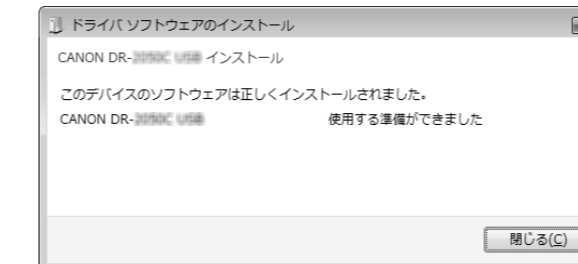 ドライバ ソフトウェアのインストール
CANON DR- インストール
このデバイスのソフトウェアは正しくインストールされました。
CANON DR- 使用する準備ができました
閉じる(C)